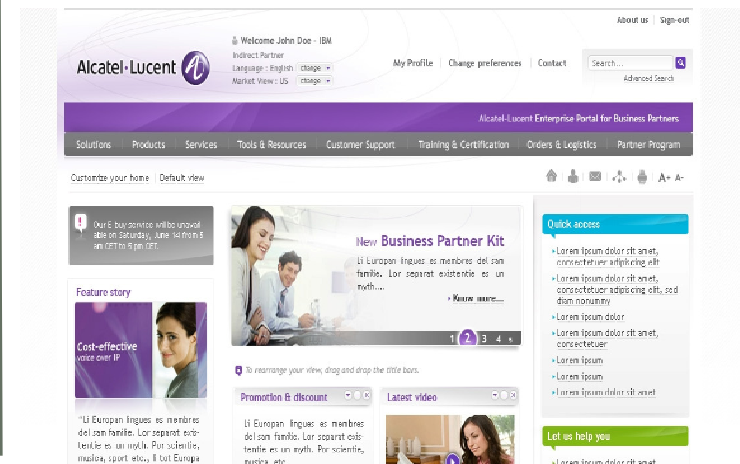 About us
Sign-out
Welcome John Doe - IBM
Indirect Partner
Language : English change
Market View : US change
Alcatel·Lucent
My Profile
Change preferences
Contact
Search ...
Advanced Search
Alcatel-Lucent Enterprise Portal for Business Partners
Solutions
Products
Services
Tools & Resources
Customer Support
Training & Certification
Orders & Logistics
Partner Program
Customize your home
Default view
A+ A-
Our E-buy service will be unavail
able on Saturday, June 14 from 5
am CET to 5 pm CET.
Feature story
Cost-effective
voice over IP
"Li Europan lingues es membres
del sam familie. Lor separat exis-
tentie es un myth. Por scientie,
musica, sport etc., li tot Europa
New Business Partner Kit
Li Europan lingues es membres del sam
familie. Lor separat existentie es un
myth....
Know more....
1 2 3 4 5
To rearrange your view, drag and drop the title bars.
Promotion & discount
Li Europan lingues es membres
del sam familie. Lor separat exis-
tentie es un myth. Por scientie,
musica, etc.
Latest video
Quick access
Lorem ipsum dolor sit amet,
consectetuer adipiscing elit
Lorem ipsum dolor sit amet,
consectetuer adipiscing elit, sed
diam nonummy
Lorem ipsum dolor
Lorem ipsum dolor sit amet,
consectetuer
Lorem ipsum
Lorem ipsum
Lorem ipsum dolor sit amet
Let us help you
Lorem ipsum dolor sit amet,